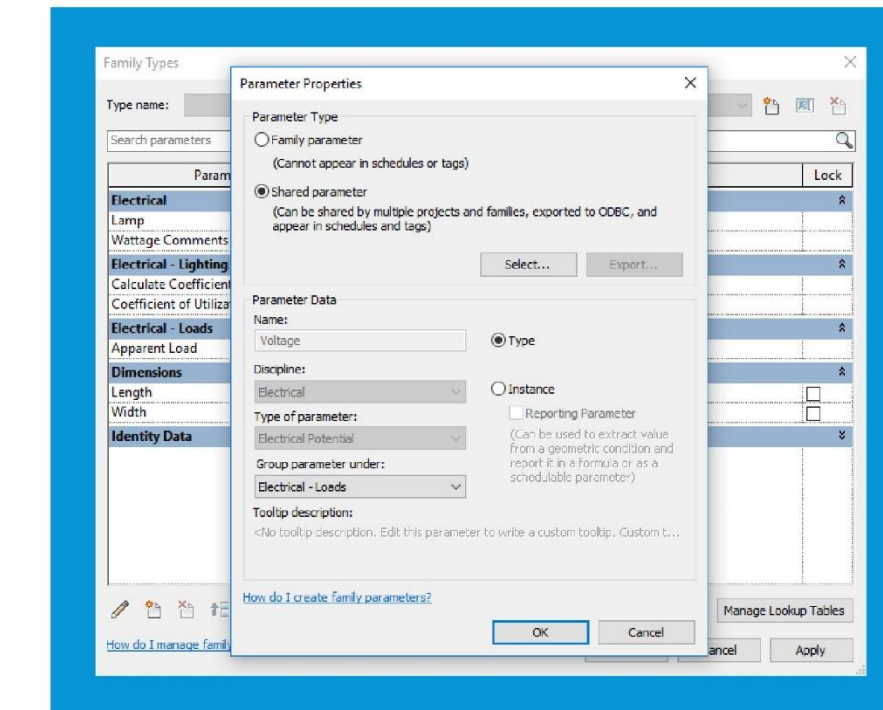 Family Types
Type name:
Search parameters
Param
Lock
Electrical
Lamp
Wattage Comments
Electrical - Lighting
Calculate Coefficient
Coefficient of Utiliza
Electrical - Loads
Apparent Load
Dimensions
Length
Width
Identity Data
Manage Lookup Tables
How do I manage family
ancel
Apply
Parameter Properties
Parameter Type
Family parameter
(Cannot appear in schedules or tags)
Shared parameter
(Can be shared by multiple projects and families, exported to ODBC, and
appear in schedules and tags)
Select...
Export...
Parameter Data
Name:
Voltage
Type
Discipline:
Electrical
Instance
Reporting Parameter
Type of parameter:
Electrical Potential
(Can be used to extract value
from a geometric condition and
report it in a formula or as a
schedulable parameter)
Group parameter under:
Electrical - Loads
Tooltip description:
<No tooltip description. Edit this parameter to write a custom tooltip. Custom t...
How do I create family parameters?
OK
Cancel